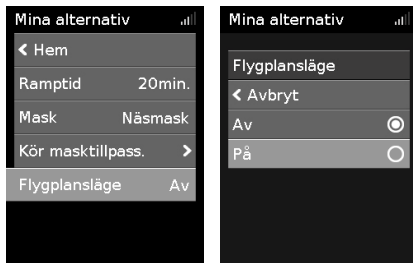 Mina alternativ
Hem
Ramptid 20min.
Mask Näsmask
Kör masktillpass.
Flygplansläge Av
Mina alternativ
Flygplansläge
Avbryt
Av
På